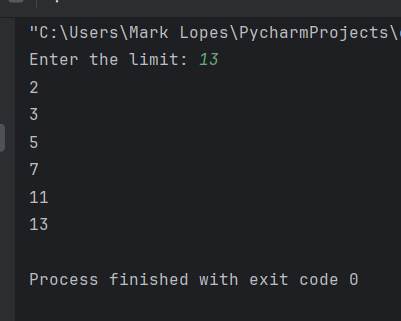 "C:\Users\Mark Lopes\PycharmProjects\
Enter the limit: 13
2
3
5
7
11
13
Process finished with exit code 0